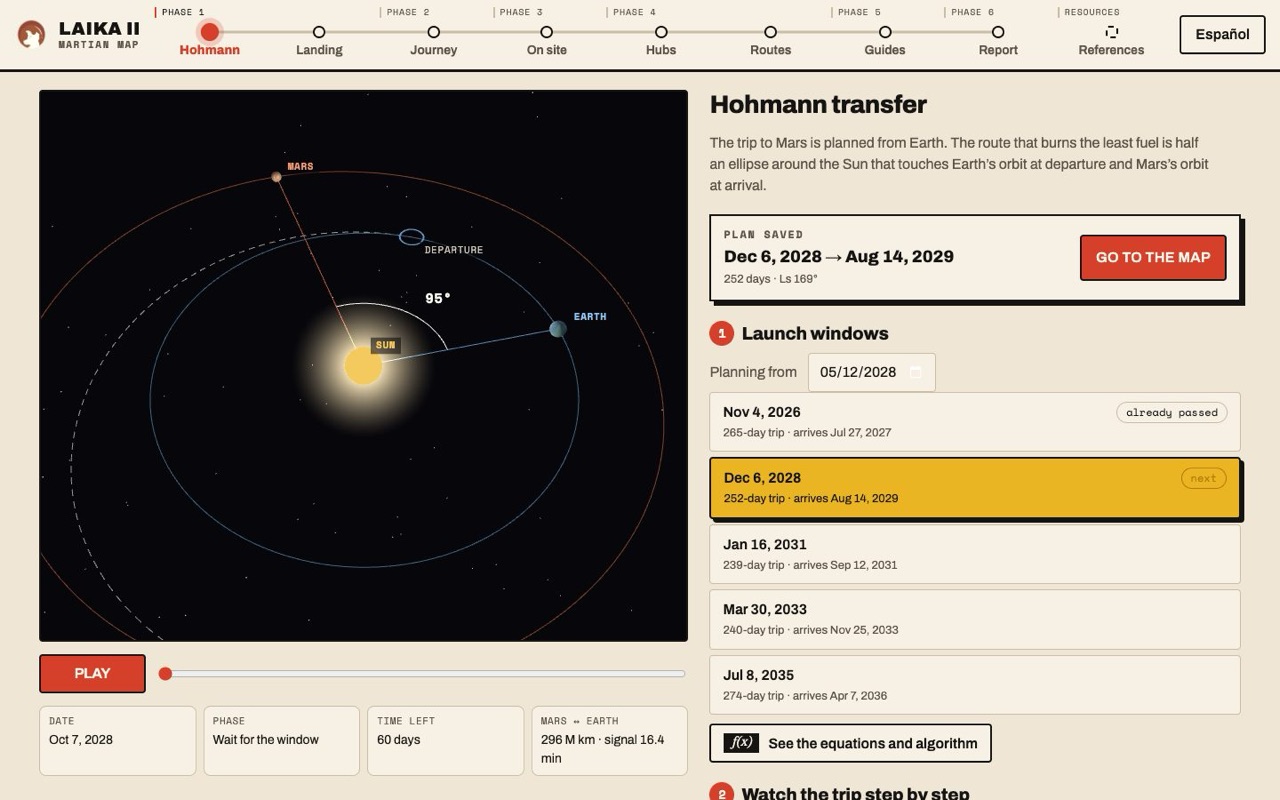 LAIKA II
MARTIAN MAP
PHASE 1
Hohmann
Landing
PHASE 2
Journey
PHASE 3
On site
PHASE 4
Hubs
Routes
PHASE 5
Guides
PHASE 6
Report
RESOURCES
References
Español
MARS
DEPARTURE
95°
EARTH
SUN
PLAY
DATE
Oct 7, 2028
PHASE
Wait for the window
TIME LEFT
60 days
MARS ↔ EARTH
296 M km · signal 16.4
min
Hohmann transfer
The trip to Mars is planned from Earth. The route that burns the least fuel is half
an ellipse around the Sun that touches Earth’s orbit at departure and Mars’s orbit
at arrival.
PLAN SAVED
Dec 6, 2028 → Aug 14, 2029
252 days · Ls 169°
GO TO THE MAP
1 Launch windows
Planning from 05/12/2028
Nov 4, 2026
already passed
265-day trip · arrives Jul 27, 2027
Dec 6, 2028
next
252-day trip · arrives Aug 14, 2029
Jan 16, 2031
239-day trip · arrives Sep 12, 2031
Mar 30, 2033
240-day trip · arrives Nov 25, 2033
Jul 8, 2035
274-day trip · arrives Apr 7, 2036
f(x) See the equations and algorithm
2 Watch the trip step by step